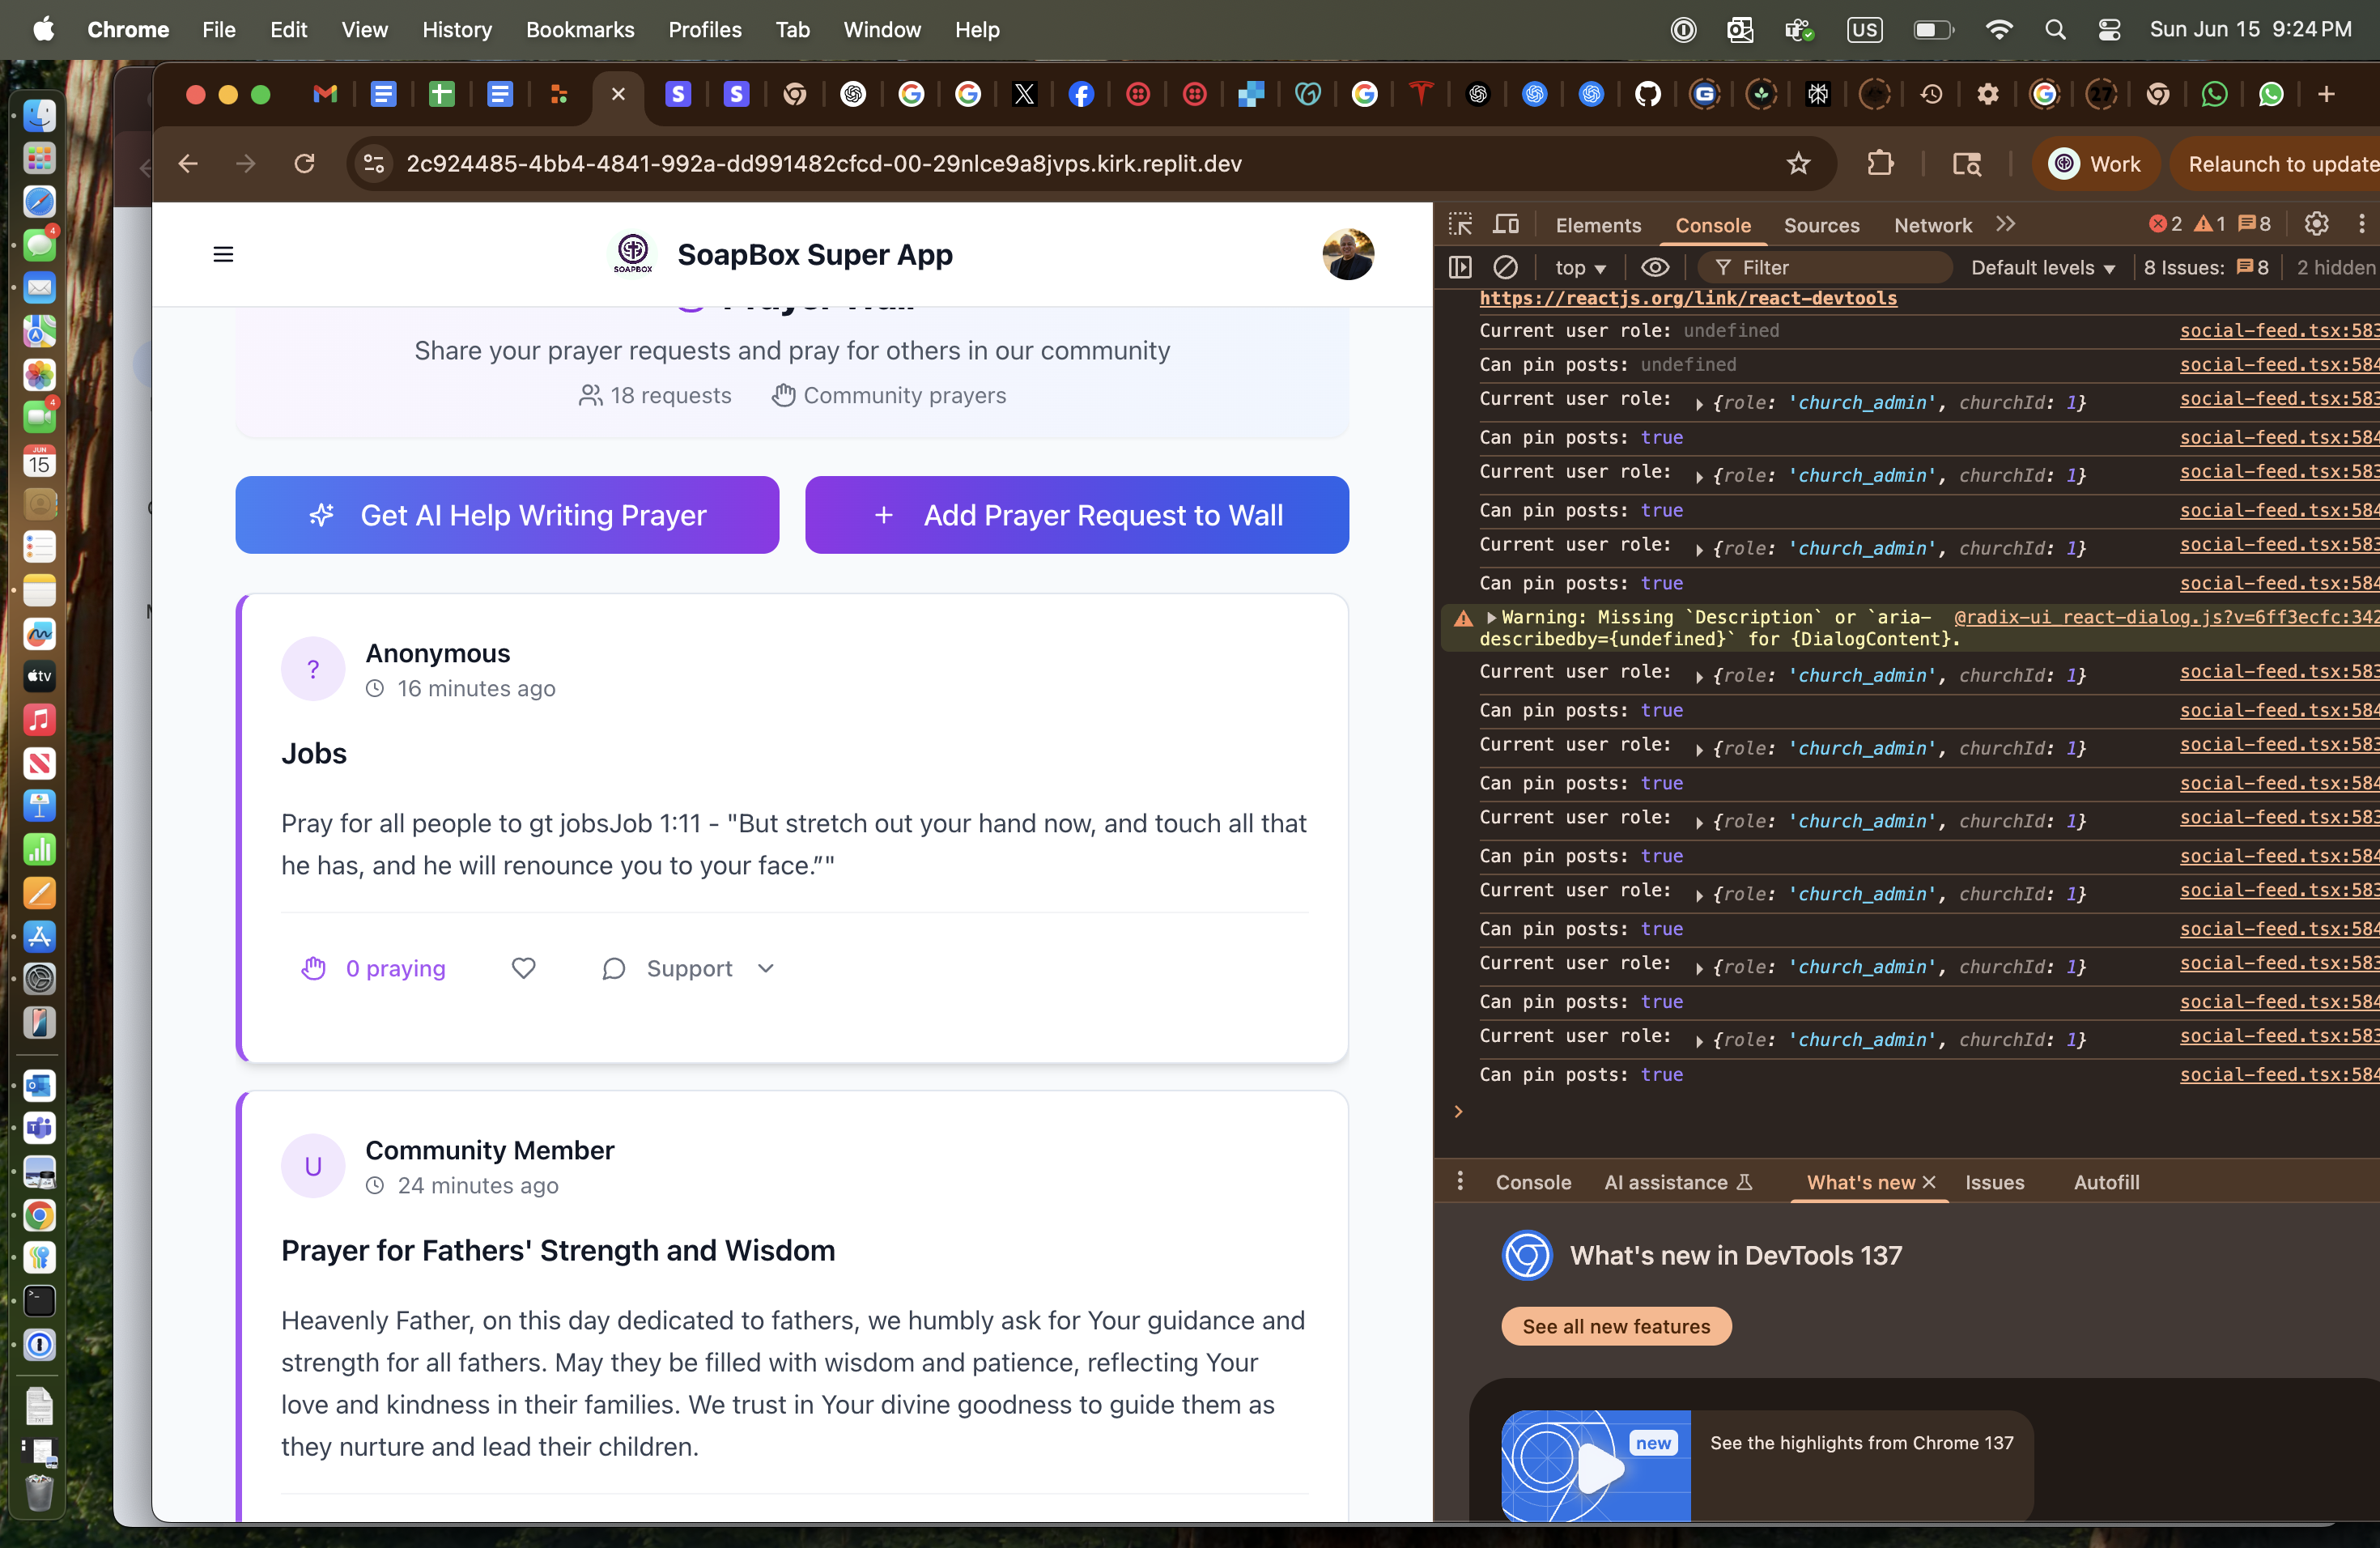 Chrome File Edit View History Bookmarks Profiles Tab Window Help
US
Sun Jun 15 9:24 PM
2c924485-4bb4-4841-992a-dd991482cfcd-00-29nlce9a8jvps.kirk.replit.dev
Work
Relaunch to update
SOAPBOX
SoapBox Super App
Share your prayer requests and pray for others in our community
18 requests
Community prayers
Get AI Help Writing Prayer
+ Add Prayer Request to Wall
?
Anonymous
16 minutes ago
Jobs
Pray for all people to gt jobsJob 1:11 - "But stretch out your hand now, and touch all that
he has, and he will renounce you to your face.”"
0 praying
Support
U
Community Member
24 minutes ago
Prayer for Fathers' Strength and Wisdom
Heavenly Father, on this day dedicated to fathers, we humbly ask for Your guidance and
strength for all fathers. May they be filled with wisdom and patience, reflecting Your
love and kindness in their families. We trust in Your divine goodness to guide them as
they nurture and lead their children.
Elements Console Sources Network
2 1 8
top
Filter
Default levels
8 Issues: 8
2 hidden
https://reactjs.org/link/react-devtools
Current user role: undefined social-feed.tsx:583
Can pin posts: undefined social-feed.tsx:584
Current user role: {role: 'church_admin', churchId: 1} social-feed.tsx:583
Can pin posts: true social-feed.tsx:584
Current user role: {role: 'church_admin', churchId: 1} social-feed.tsx:583
Can pin posts: true social-feed.tsx:584
Current user role: {role: 'church_admin', churchId: 1} social-feed.tsx:583
Can pin posts: true social-feed.tsx:584
Warning: Missing `Description` or `aria- @radix-ui_react-dialog.js?v=6ff3ecfc:342
describedby={undefined}` for {DialogContent}.
Current user role: {role: 'church_admin', churchId: 1} social-feed.tsx:583
Can pin posts: true social-feed.tsx:584
Current user role: {role: 'church_admin', churchId: 1} social-feed.tsx:583
Can pin posts: true social-feed.tsx:584
Current user role: {role: 'church_admin', churchId: 1} social-feed.tsx:583
Can pin posts: true social-feed.tsx:584
Current user role: {role: 'church_admin', churchId: 1} social-feed.tsx:583
Can pin posts: true social-feed.tsx:584
Current user role: {role: 'church_admin', churchId: 1} social-feed.tsx:583
Can pin posts: true social-feed.tsx:584
Current user role: {role: 'church_admin', churchId: 1} social-feed.tsx:583
Can pin posts: true social-feed.tsx:584
Console AI assistance What's new Issues Autofill
What's new in DevTools 137
See all new features
new
See the highlights from Chrome 137
4
4
JUN
15
tv